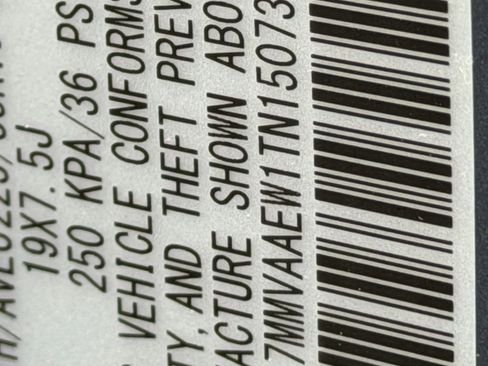 19X7.5J
250 KPA/36 PS
VEHICLE CONFORMS
TY, AND THEFT PREV
ACTURE SHOWN ABO
7MMVAAEW1TN15073